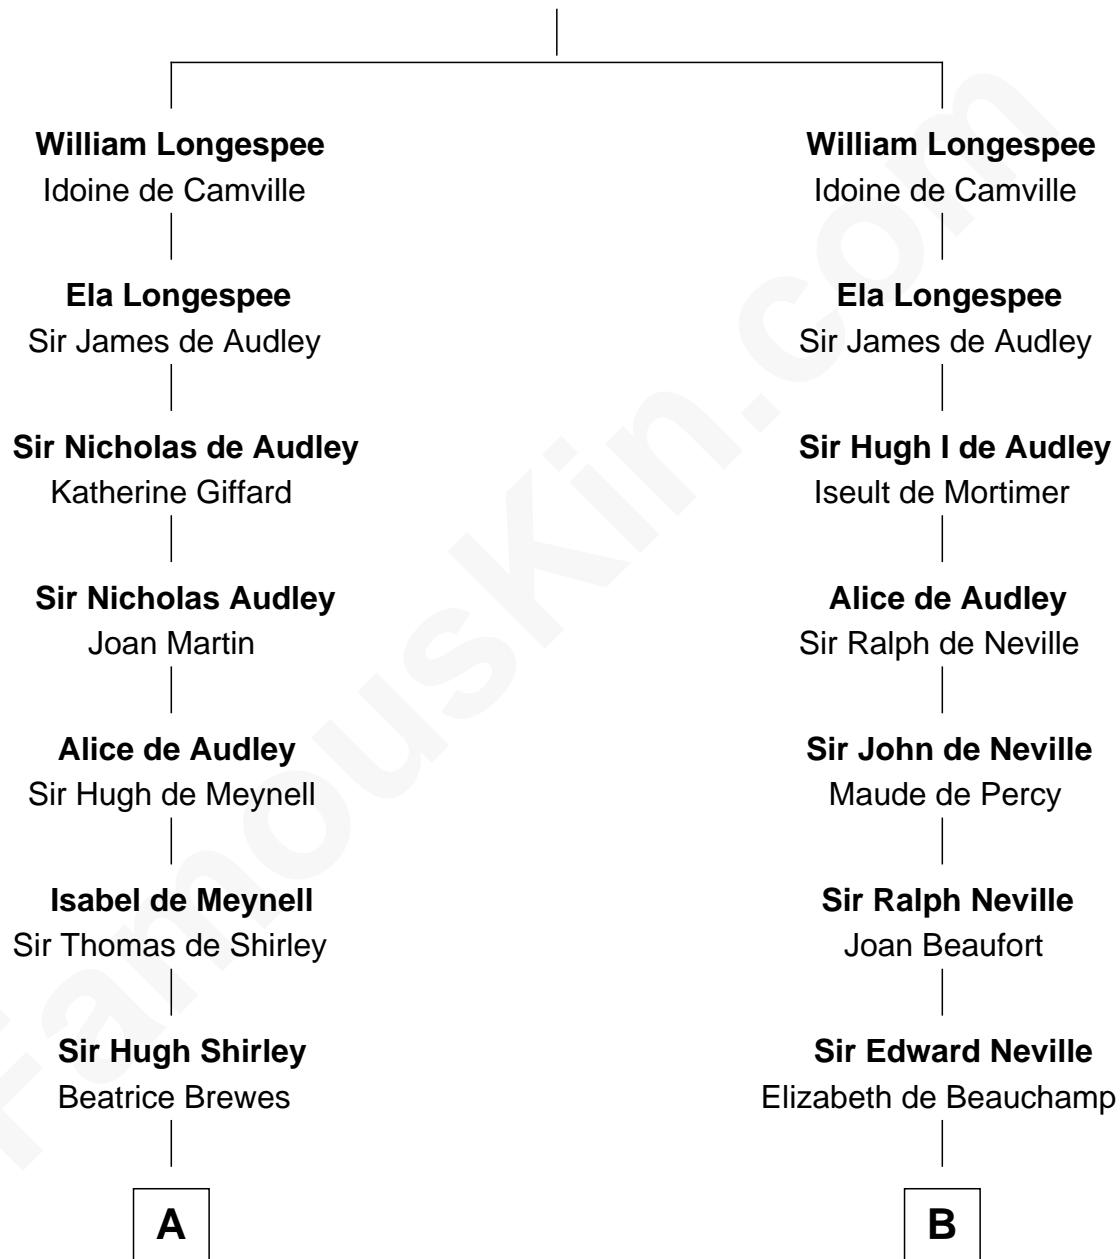 William Longespee
Idoine de Camville
Ela Longespee
Sir James de Audley
Sir Nicholas de Audley
Katherine Giffard
Sir Nicholas Audley
Joan Martin
Alice de Audley
Sir Hugh de Meynell
Isabel de Meynell
Sir Thomas de Shirley
Sir Hugh Shirley
Beatrice Brewes
A
William Longespee
Idoine de Camville
Ela Longespee
Sir James de Audley
Sir Hugh I de Audley
Iseult de Mortimer
Alice de Audley
Sir Ralph de Neville
Sir John de Neville
Maude de Percy
Sir Ralph Neville
Joan Beaufort
Sir Edward Neville
Elizabeth de Beauchamp
B
FamousKin.com